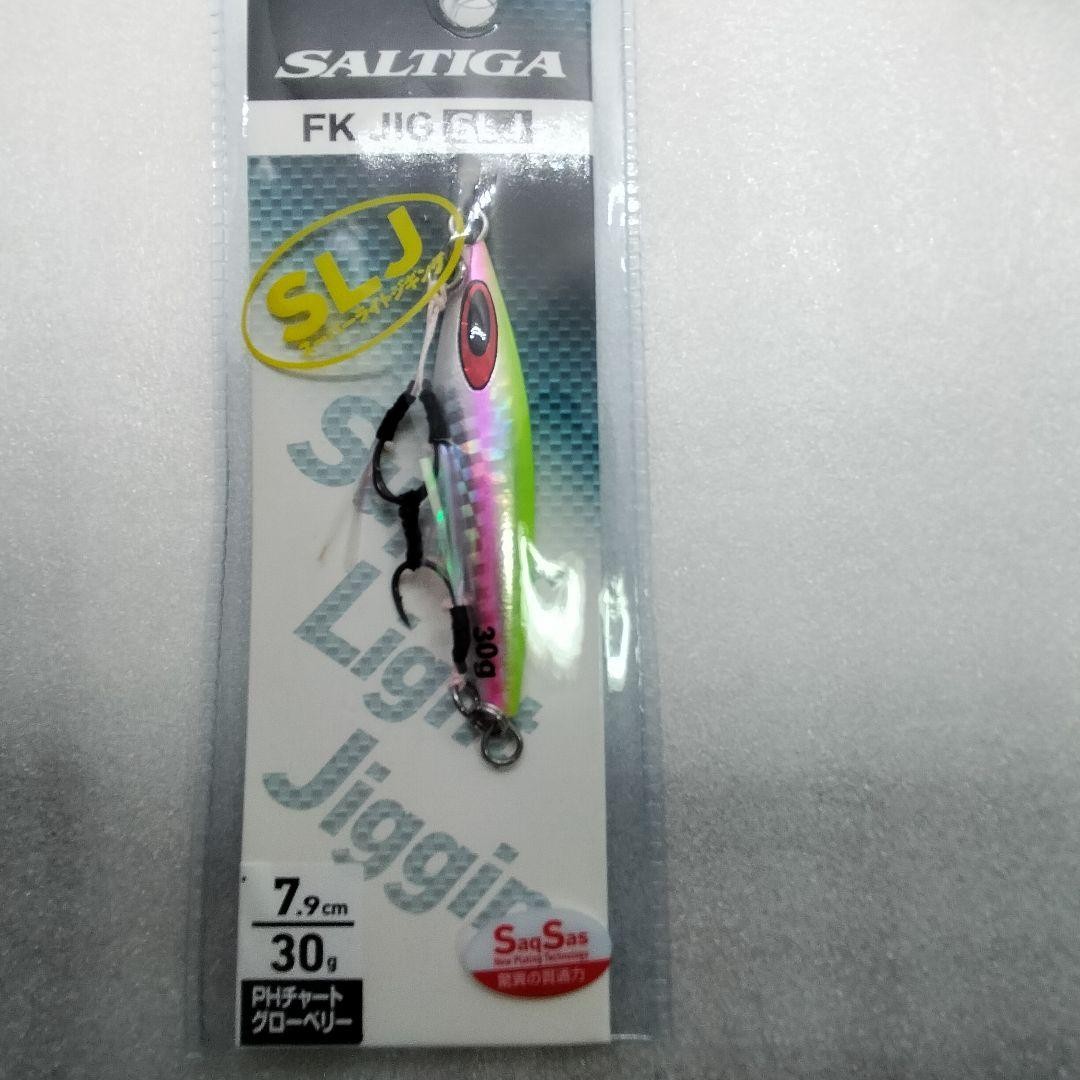 SALTIGA
FK JIG SLJ
SLJ
スーパーライトジギング
Light
Jiggin
30g
7.9cm
30g
PHチャート
グローベリー
SaqSas
New Plating Technology
驚異の貫通力